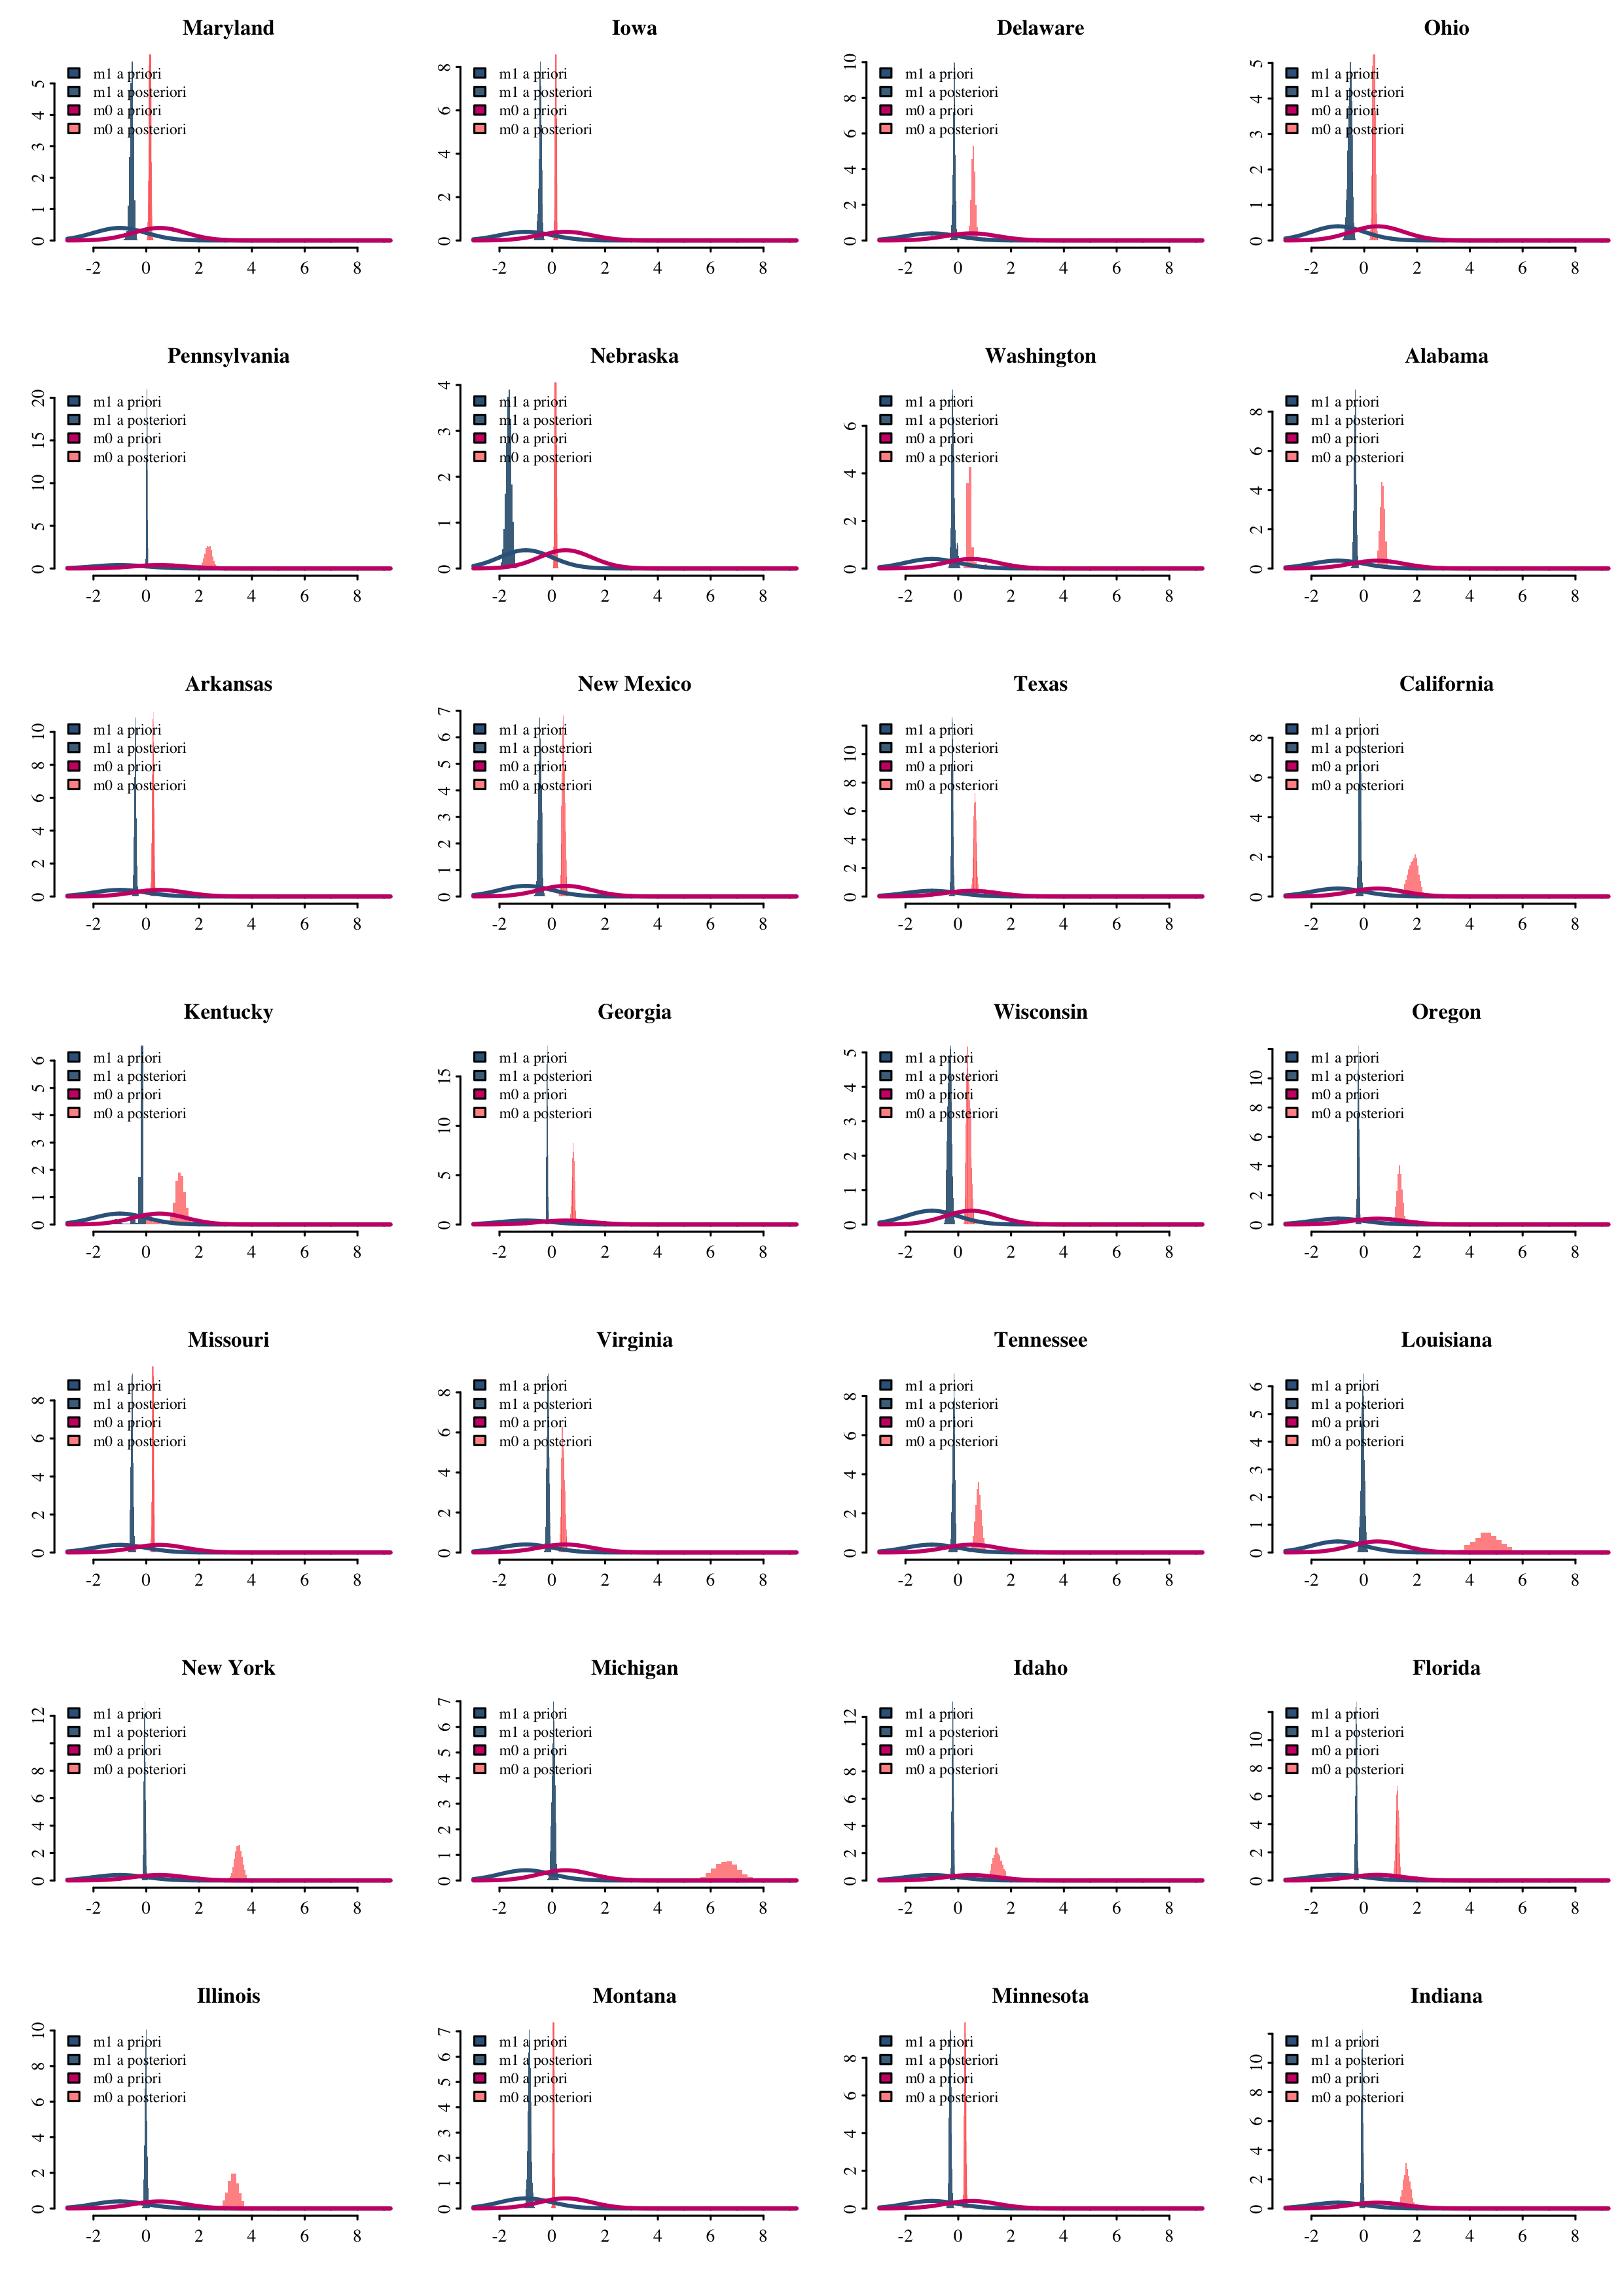 Maryland
m1 a priori
m1 a posteriori
m0 a priori
m0 a posteriori
0 1 2 3 4 5
-2 0 2 4 6 8
Iowa
m1 a priori
m1 a posteriori
m0 a priori
m0 a posteriori
0 2 4 6 8
-2 0 2 4 6 8
Delaware
m1 a priori
m1 a posteriori
m0 a priori
m0 a posteriori
0 2 4 6 8 10
-2 0 2 4 6 8
Ohio
m1 a priori
m1 a posteriori
m0 a priori
m0 a posteriori
0 1 2 3 4 5
-2 0 2 4 6 8
Pennsylvania
m1 a priori
m1 a posteriori
m0 a priori
m0 a posteriori
0 5 10 15 20
-2 0 2 4 6 8
Nebraska
m1 a priori
m1 a posteriori
m0 a priori
m0 a posteriori
0 1 2 3 4
-2 0 2 4 6 8
Washington
m1 a priori
m1 a posteriori
m0 a priori
m0 a posteriori
0 2 4 6
-2 0 2 4 6 8
Alabama
m1 a priori
m1 a posteriori
m0 a priori
m0 a posteriori
0 2 4 6 8
-2 0 2 4 6 8
Arkansas
m1 a priori
m1 a posteriori
m0 a priori
m0 a posteriori
0 2 4 6 8 10
-2 0 2 4 6 8
New Mexico
m1 a priori
m1 a posteriori
m0 a priori
m0 a posteriori
0 1 2 3 4 5 6 7
-2 0 2 4 6 8
Texas
m1 a priori
m1 a posteriori
m0 a priori
m0 a posteriori
0 2 4 6 8 10
-2 0 2 4 6 8
California
m1 a priori
m1 a posteriori
m0 a priori
m0 a posteriori
0 2 4 6 8
-2 0 2 4 6 8
Kentucky
m1 a priori
m1 a posteriori
m0 a priori
m0 a posteriori
0 1 2 3 4 5 6
-2 0 2 4 6 8
Georgia
m1 a priori
m1 a posteriori
m0 a priori
m0 a posteriori
0 5 10 15
-2 0 2 4 6 8
Wisconsin
m1 a priori
m1 a posteriori
m0 a priori
m0 a posteriori
0 1 2 3 4 5
-2 0 2 4 6 8
Oregon
m1 a priori
m1 a posteriori
m0 a priori
m0 a posteriori
0 2 4 6 8 10
-2 0 2 4 6 8
Missouri
m1 a priori
m1 a posteriori
m0 a priori
m0 a posteriori
0 2 4 6 8
-2 0 2 4 6 8
Virginia
m1 a priori
m1 a posteriori
m0 a priori
m0 a posteriori
0 2 4 6 8
-2 0 2 4 6 8
Tennessee
m1 a priori
m1 a posteriori
m0 a priori
m0 a posteriori
0 2 4 6 8
-2 0 2 4 6 8
Louisiana
m1 a priori
m1 a posteriori
m0 a priori
m0 a posteriori
0 1 2 3 4 5 6
-2 0 2 4 6 8
New York
m1 a priori
m1 a posteriori
m0 a priori
m0 a posteriori
0 2 4 6 8 12
-2 0 2 4 6 8
Michigan
m1 a priori
m1 a posteriori
m0 a priori
m0 a posteriori
0 1 2 3 4 5 6 7
-2 0 2 4 6 8
Idaho
m1 a priori
m1 a posteriori
m0 a priori
m0 a posteriori
0 2 4 6 8 12
-2 0 2 4 6 8
Florida
m1 a priori
m1 a posteriori
m0 a priori
m0 a posteriori
0 2 4 6 8 10
-2 0 2 4 6 8
Illinois
m1 a priori
m1 a posteriori
m0 a priori
m0 a posteriori
0 2 4 6 8 10
-2 0 2 4 6 8
Montana
m1 a priori
m1 a posteriori
m0 a priori
m0 a posteriori
0 1 2 3 4 5 6 7
-2 0 2 4 6 8
Minnesota
m1 a priori
m1 a posteriori
m0 a priori
m0 a posteriori
0 2 4 6 8
-2 0 2 4 6 8
Indiana
m1 a priori
m1 a posteriori
m0 a priori
m0 a posteriori
0 2 4 6 8 10
-2 0 2 4 6 8